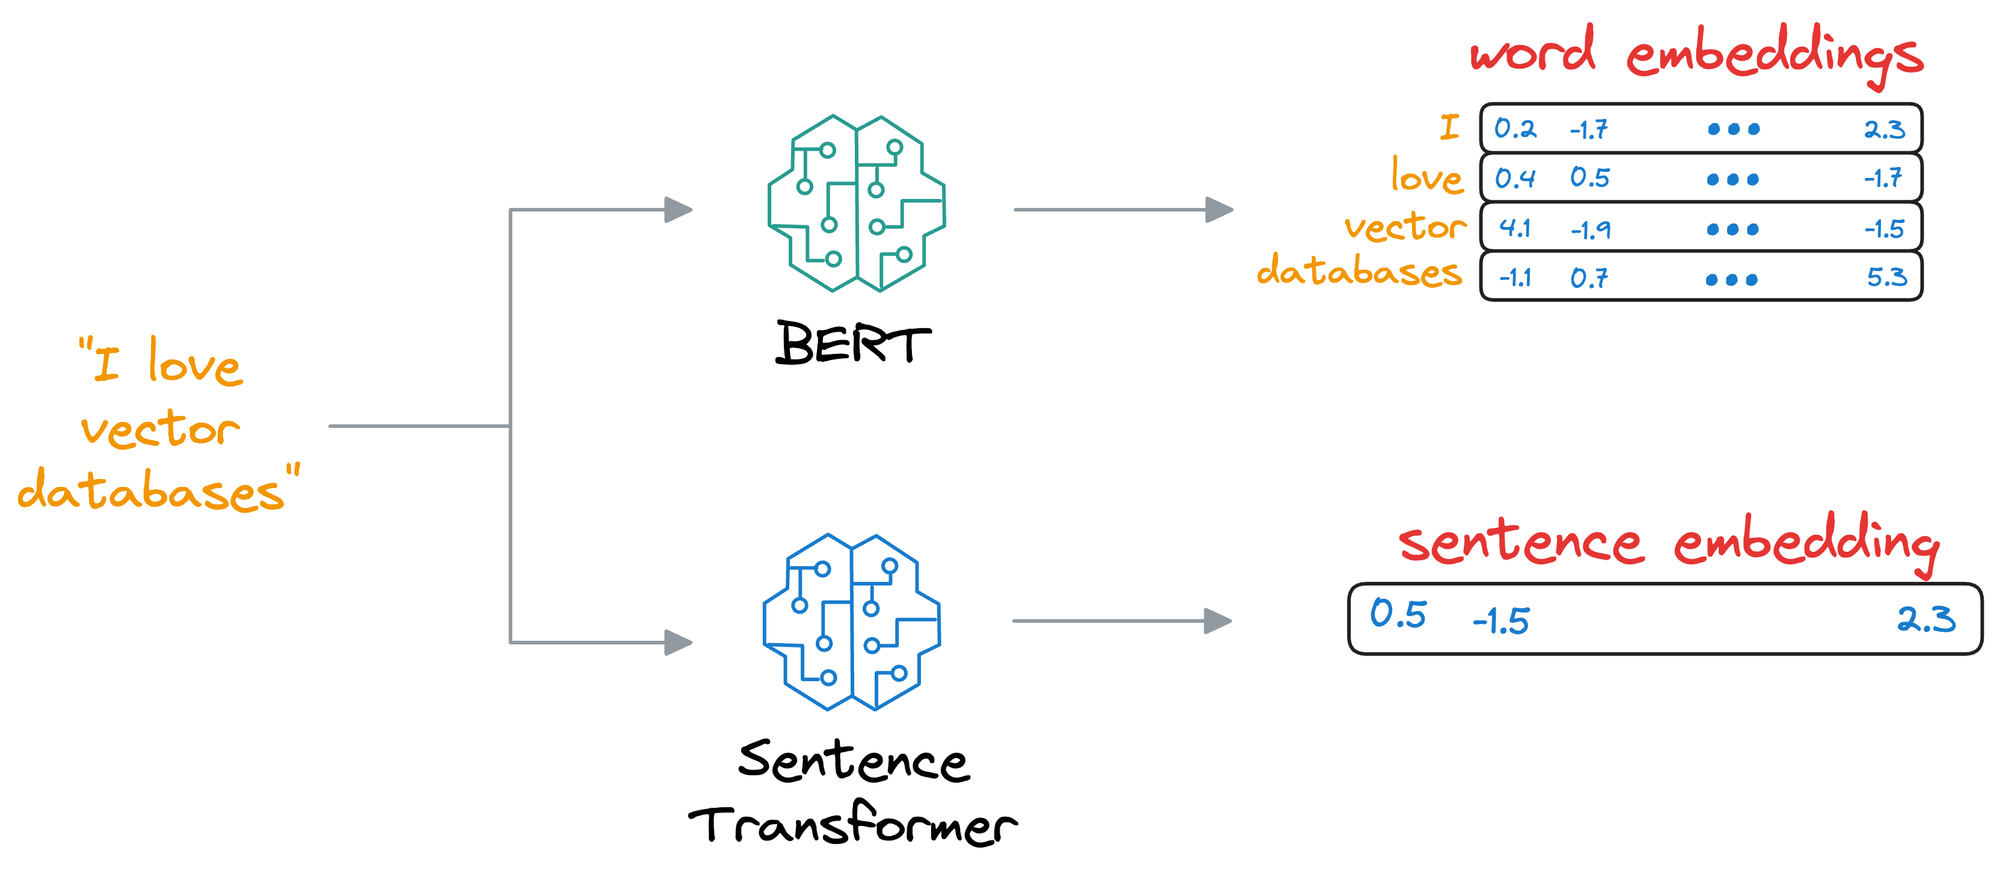 "I love
vector
databases"
BERT
word embeddings
I 0.2 -1.7 ••• 2.3
love 0.4 0.5 ••• -1.7
vector 4.1 -1.9 ••• -1.5
databases -1.1 0.7 ••• 5.3
Sentence
Transformer
sentence embedding
0.5 -1.5 2.3